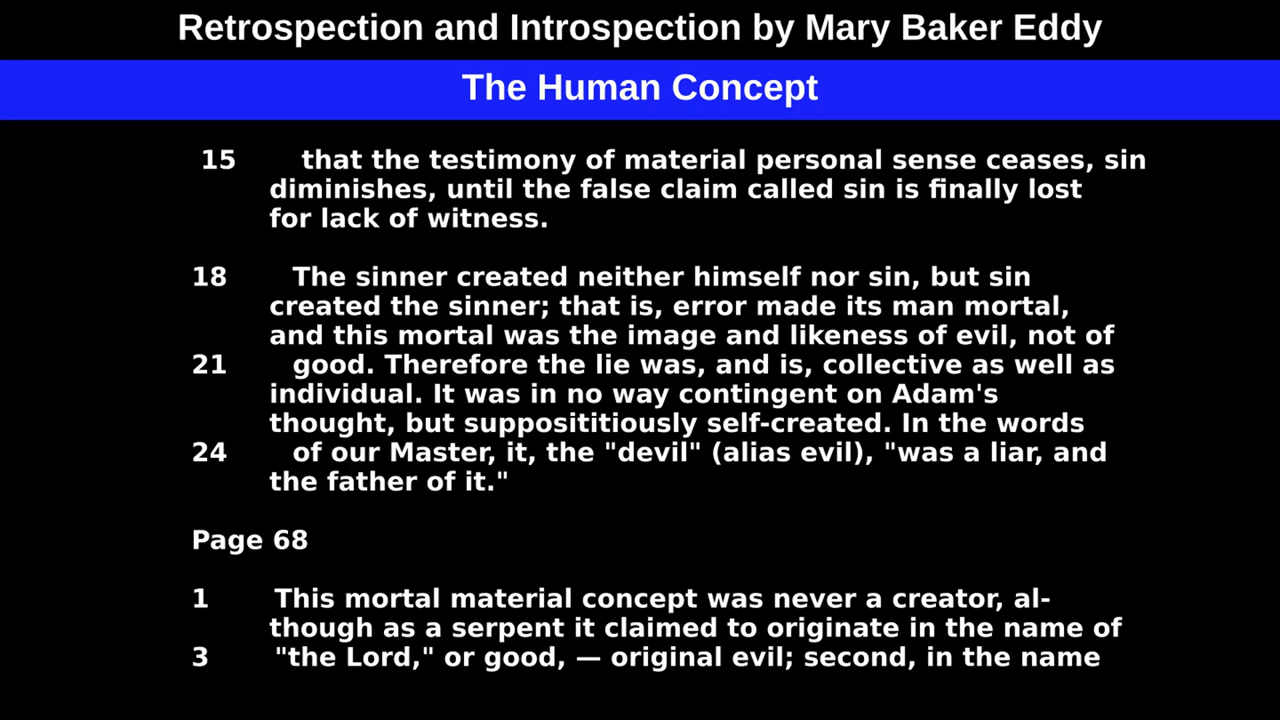 Retrospection and Introspection by Mary Baker Eddy
The Human Concept
15 that the testimony of material personal sense ceases, sin
diminishes, until the false claim called sin is finally lost
for lack of witness.
18 The sinner created neither himself nor sin, but sin
created the sinner; that is, error made its man mortal,
and this mortal was the image and likeness of evil, not of
21 good. Therefore the lie was, and is, collective as well as
individual. It was in no way contingent on Adam's
thought, but supposititiously self-created. In the words
24 of our Master, it, the "devil" (alias evil), "was a liar, and
the father of it."
Page 68
1 This mortal material concept was never a creator, al-
though as a serpent it claimed to originate in the name of
3 "the Lord," or good, — original evil; second, in the name